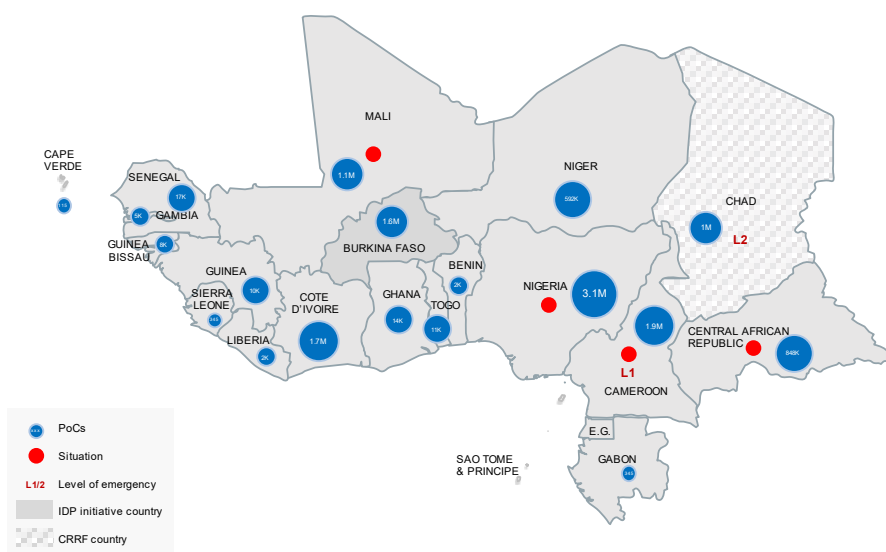 MALI
CAPE
VERDE
1.1M
NIGER
SENEGAL
17K
592K
CHAD
115
5K
GAMBIA
1.6M
1M
8K
L2
GUINEA
BISSAU
BURKINA FASO
BENIN
GUINEA
NIGERIA
2K
10K
SIERRA
LEONE
COTE
D'IVOIRE
GHANA
TOGO
3.1M
345
14K
11K
1.9M
CENTRAL AFRICAN
REPUBLIC
LIBERIA
1.7M
2K
848K
L1
CAMEROON
E.G.
SAO TOME
& PRINCIPE
GABON
345
PoCs
Situation
L1/2 Level of emergency
IDP initiative country
CRRF country